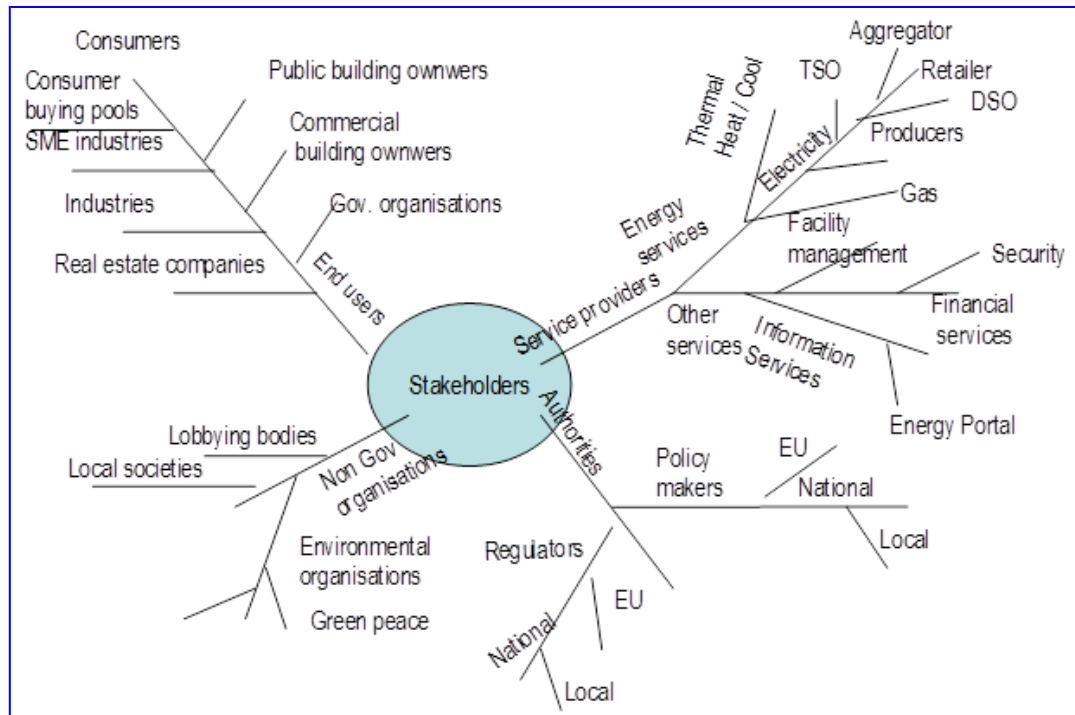 Consumers
Consumer
buying pools
SME industries
Industries
Real estate companies
Public building ownwers
Commercial
building ownwers
Gov. organisations
End users
Thermal
Heat / Cool
TSO
Aggregator
Retailer
DSO
Producers
Electricity
Gas
Energy
services
Service providers
Facility
management
Security
Other
services
Information
Services
Financial
services
Energy Portal
Stakeholders
Lobbying bodies
Local societies
Non Gov
organisations
Environmental
organisations
Green peace
Authorities
Policy
makers
EU
National
Local
Regulators
EU
National
Local